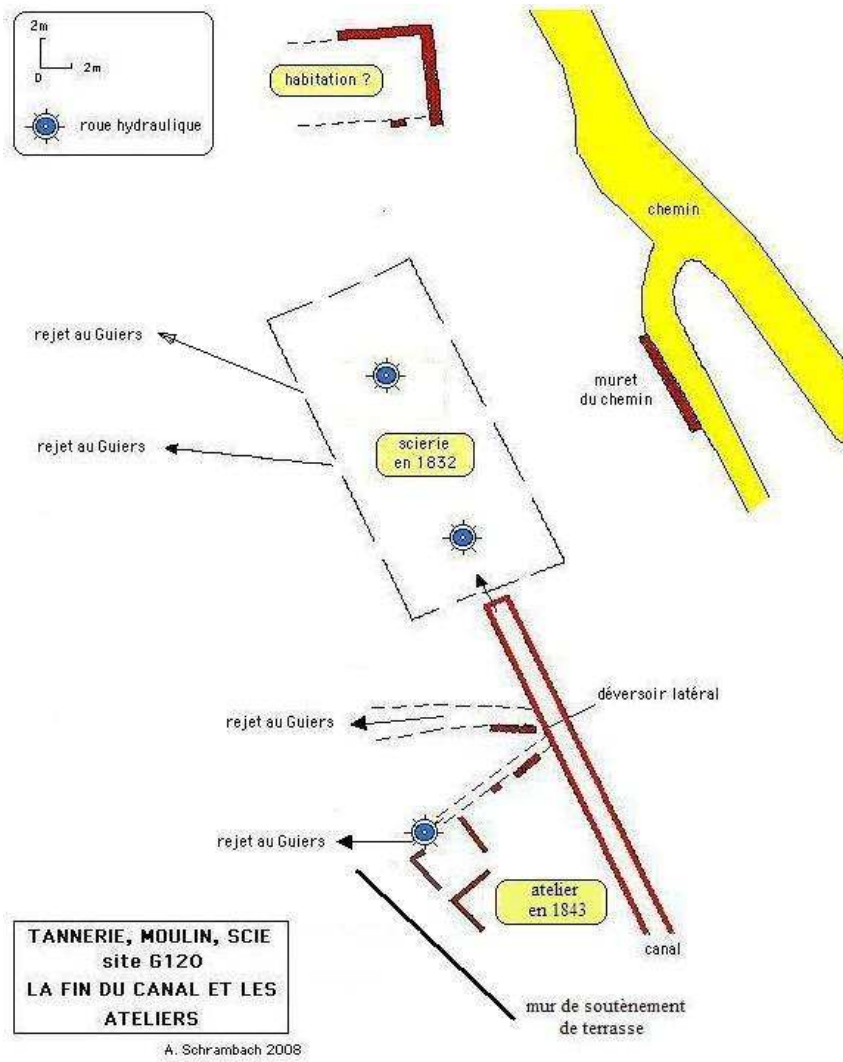 2m
0
2m
roue hydraulique
habitation ?
chemin
rejet au Guiers
muret
du chemin
rejet au Guiers
scierie
en 1832
déversoir latéral
rejet au Guiers
rejet au Guiers
atelier
en 1843
canal
TANNERIE, MOULIN, SCIE
site G120
LA FIN DU CANAL ET LES
ATELIERS
mur de soutènement
de terrasse
A. Schrambach 2008